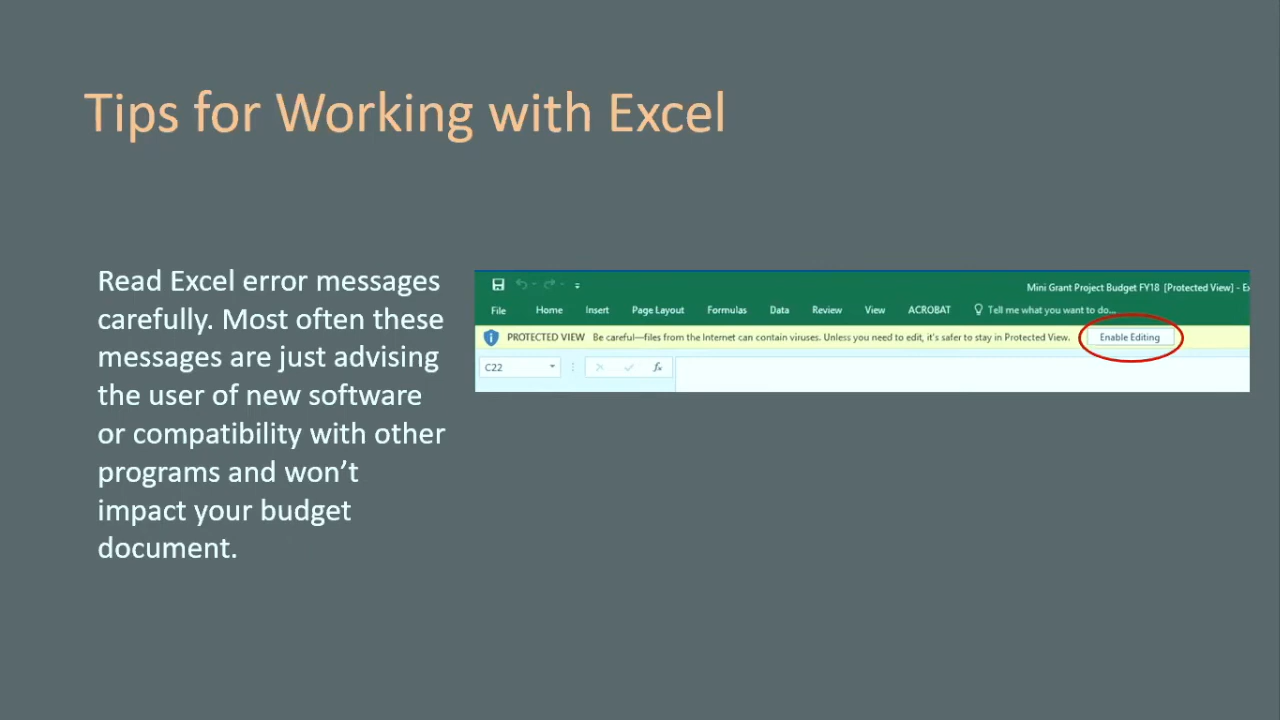 Tips for Working with Excel
Read Excel error messages
carefully. Most often these
messages are just advising
the user of new software
or compatibility with other
programs and won’t
impact your budget
document.
Mini Grant Project Budget FY18 [Protected View] - Ex
File Home Insert Page Layout Formulas Data Review View ACROBAT Tell me what you want to do...
PROTECTED VIEW Be careful—files from the Internet can contain viruses. Unless you need to edit, it's safer to stay in Protected View. Enable Editing
C22 fx